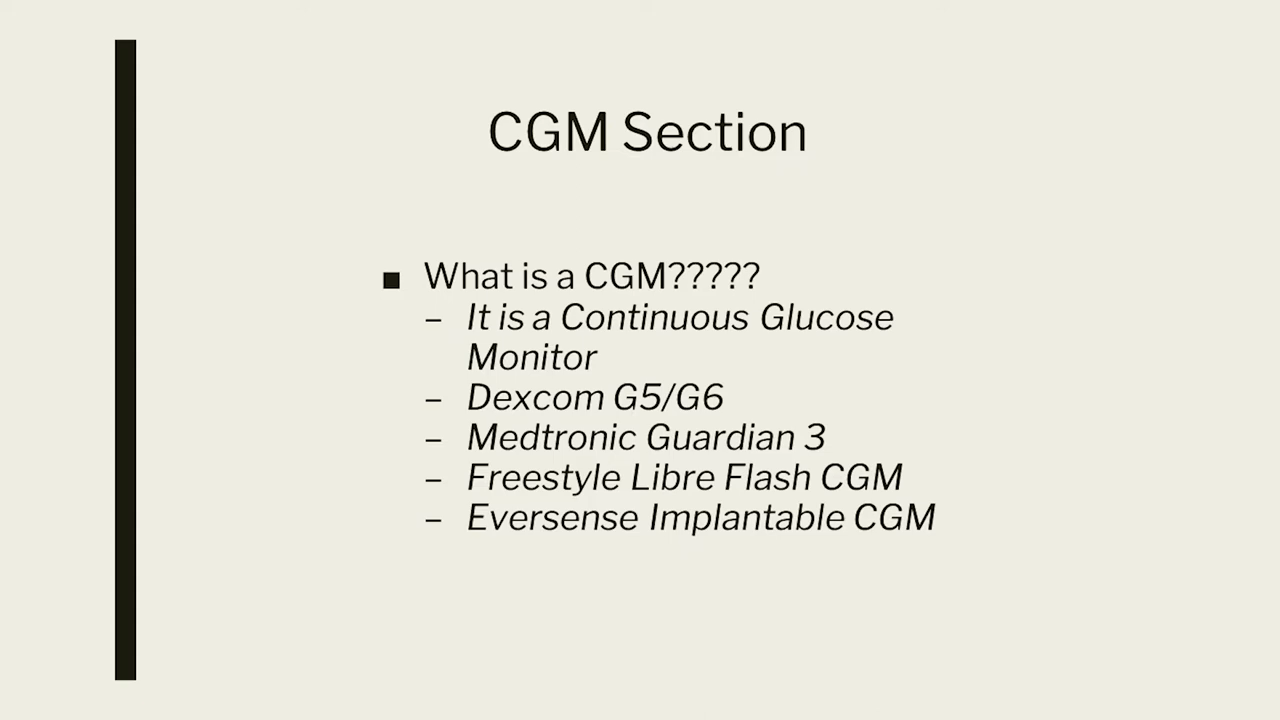 CGM Section
■ What is a CGM?????
– It is a Continuous Glucose
Monitor
– Dexcom G5/G6
– Medtronic Guardian 3
– Freestyle Libre Flash CGM
– Eversense Implantable CGM